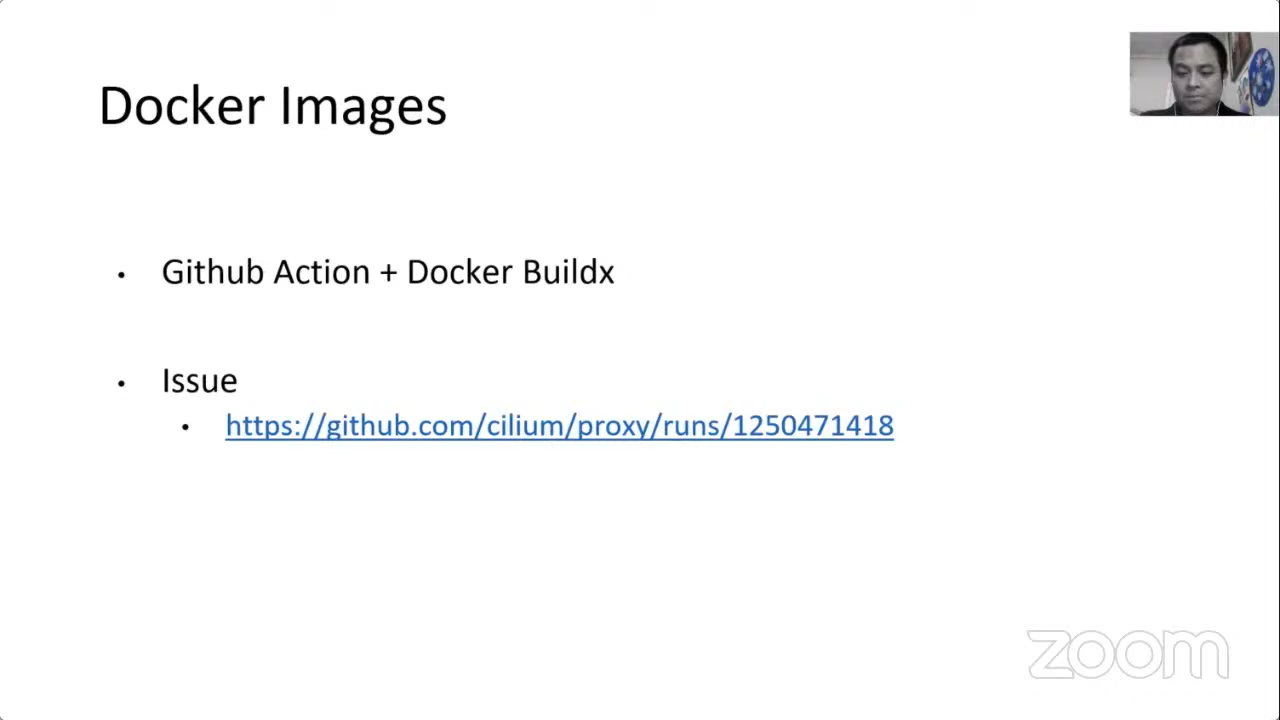 Docker Images
• Github Action + Docker Buildx
• Issue
• https://github.com/cilium/proxy/runs/1250471418
zoom